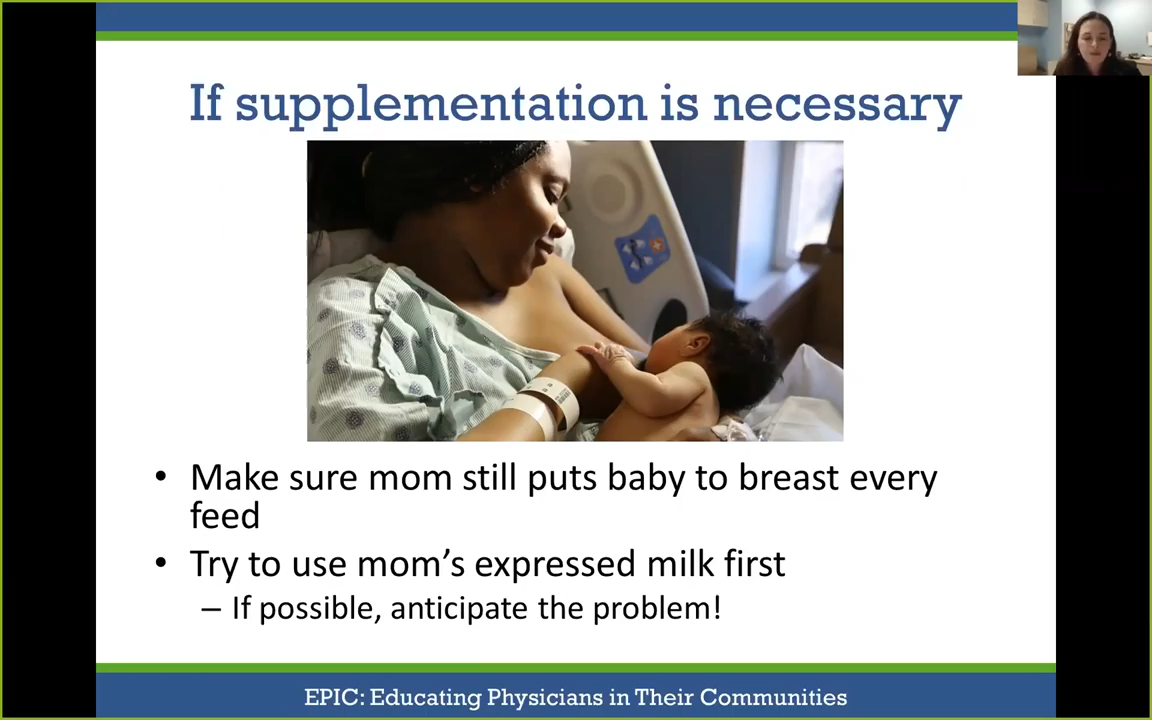 If supplementation is necessary
• Make sure mom still puts baby to breast every
feed
• Try to use mom’s expressed milk first
– If possible, anticipate the problem!
EPIC: Educating Physicians in Their Communities